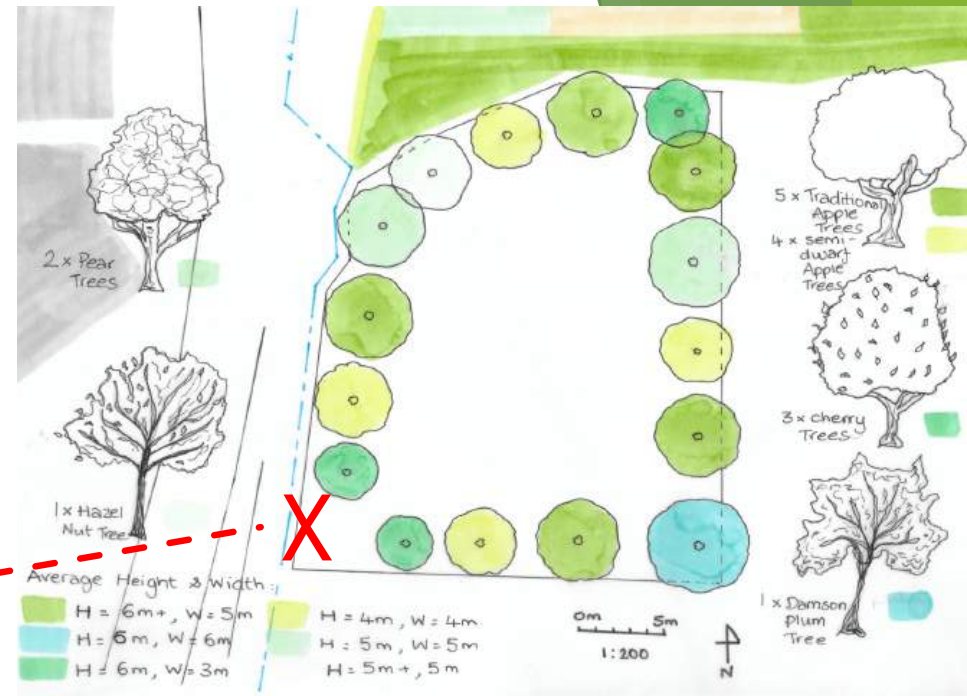 2 x Pear
Trees
1 x Hazel
Nut Tree
5 x Traditional
Apple
Trees
4 x semi-
dwarf
Apple
Trees
3 x cherry
Trees
1 x Damson
plum
Tree
X
Average Height & Width:
H = 6m+, W = 5m
H = 6m, W = 6m
H = 6m, W = 3m
H = 4m, W = 4m
H = 5m, W = 5m
H = 5m+, 5m
0m 5m
1:200
N